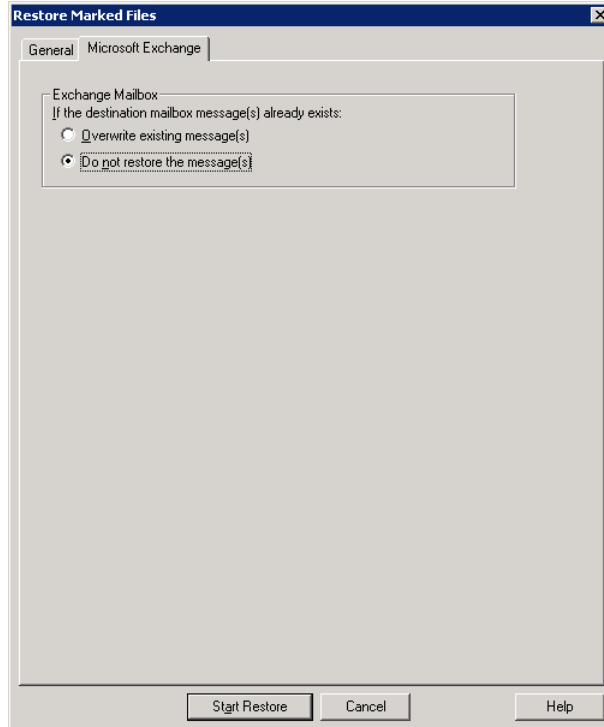 Restore Marked Files
General
Microsoft Exchange
Exchange Mailbox
If the destination mailbox message(s) already exists:
Overwrite existing message(s)
Do not restore the message(s)
Start Restore
Cancel
Help